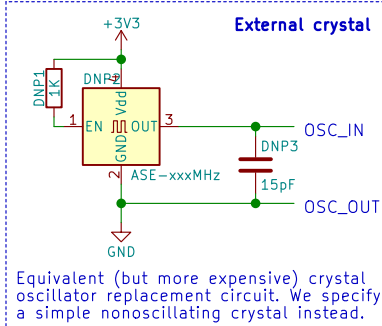 +3V3
External crystal
DNP1
1K
DNP2
4
Vdd
1
EN
OUT
3
OSC_IN
GND
DNP3
2
ASE-xxxMHz
15pF
OSC_OUT
GND
Equivalent (but more expensive) crystal
oscillator replacement circuit. We specify
a simple nonoscillating crystal instead.